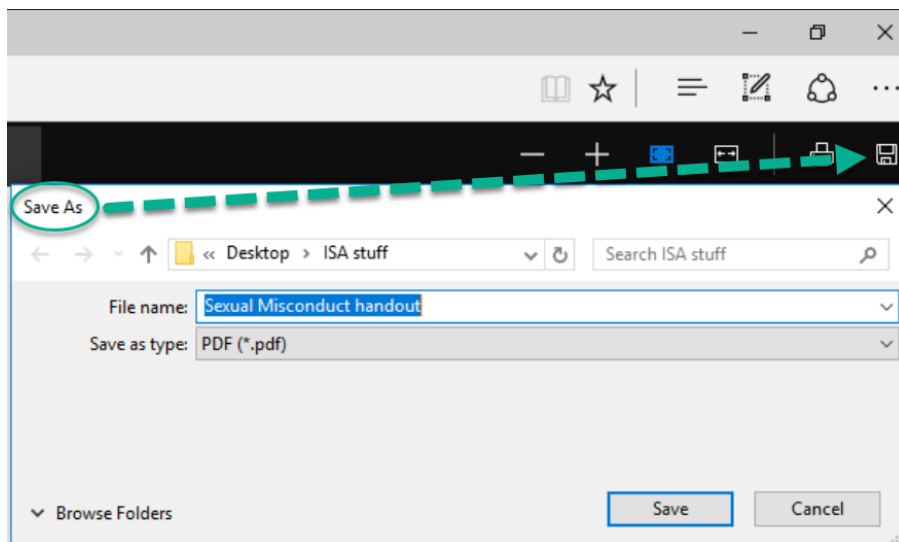 Save As
« Desktop > ISA stuff
Search ISA stuff
File name: Sexual Misconduct handout
Save as type: PDF (*.pdf)
Browse Folders
Save
Cancel